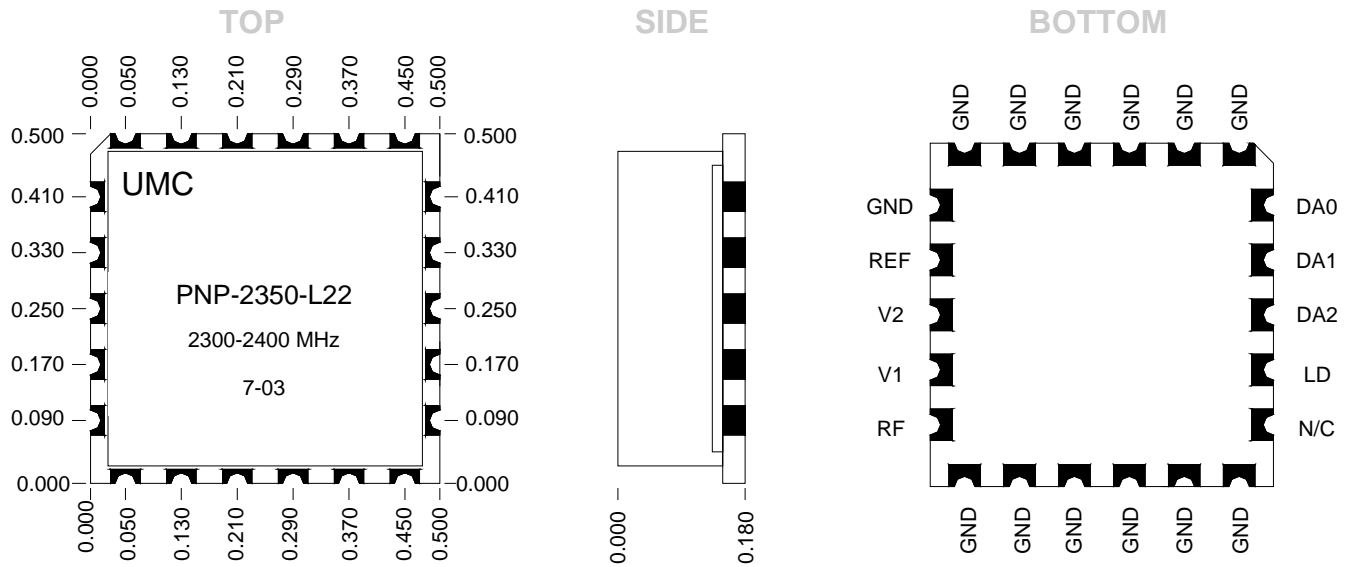 TOP
SIDE
BOTTOM
0.000
0.050
0.130
0.210
0.290
0.370
0.450
0.500
0.500
0.410
0.330
0.250
0.170
0.090
0.000
UMC
PNP-2350-L22
2300-2400 MHz
7-03
0.500
0.410
0.330
0.250
0.170
0.090
0.000
0.000
0.050
0.130
0.210
0.290
0.370
0.450
0.500
0.000
0.180
GND
GND
GND
GND
GND
GND
GND
REF
V2
V1
RF
DA0
DA1
DA2
LD
N/C
GND
GND
GND
GND
GND
GND